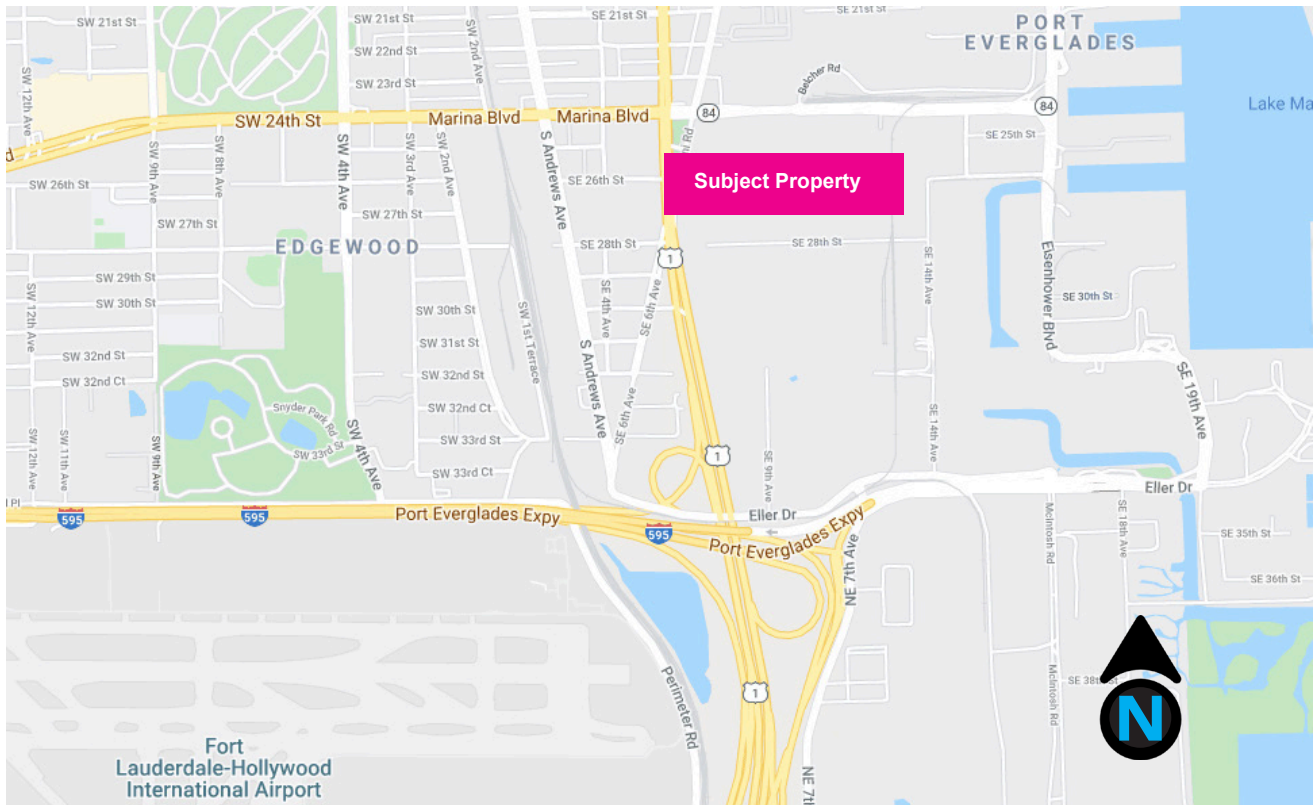 SW 21st St
SW 21st St
SE 21st St
SE 21st St
PORT
EVERGLADES
SW 2nd Ave
SW 22nd St
SW 12th Ave
SW 23rd St
Belcher Rd
Lake Ma
84
84
SW 24th St
Marina Blvd
Marina Blvd
SE 25th St
d
SW 9th Ave
SW 8th Ave
SW 4th Ave
SW 3rd Ave
SW 2nd Ave
S Andrews Ave
SW 26th St
SE 26th St
Subject Property
SW 27th St
SW 27th St
EDGEWOOD
SE 28th St
SE 28th St
1
SE 14th Ave
Eisenhower Blvd
SW 29th St
SW 30th St
SW 12th Ave
SE 4th Ave
SE 6th Ave
SE 30th St
SW 30th St
SW 1st Terrace
SW 31st St
SW 32nd St
SW 32nd St
SW 32nd Ct
S Andrews Ave
SE 6th Ave
SE 19th Ave
SW 32nd Ct
Snyder Park Rd
SW 33rd St
SW 33rd St
SW 33rd Ct
SW 4th Ave
SE 14th Ave
SW 12th Ave
SW 11th Ave
SW 9th Ave
1
SE 9th Ave
Eller Dr
Pl
595
595
Port Everglades Expy
595
Eller Dr
Port Everglades Expy
McIntosh Rd
SE 18th Ave
SE 35th St
NE 7th Ave
SE 36th St
Perimeter Rd
1
McIntosh Rd
SE 38th St
N
Fort
Lauderdale-Hollywood
International Airport
NE 7t